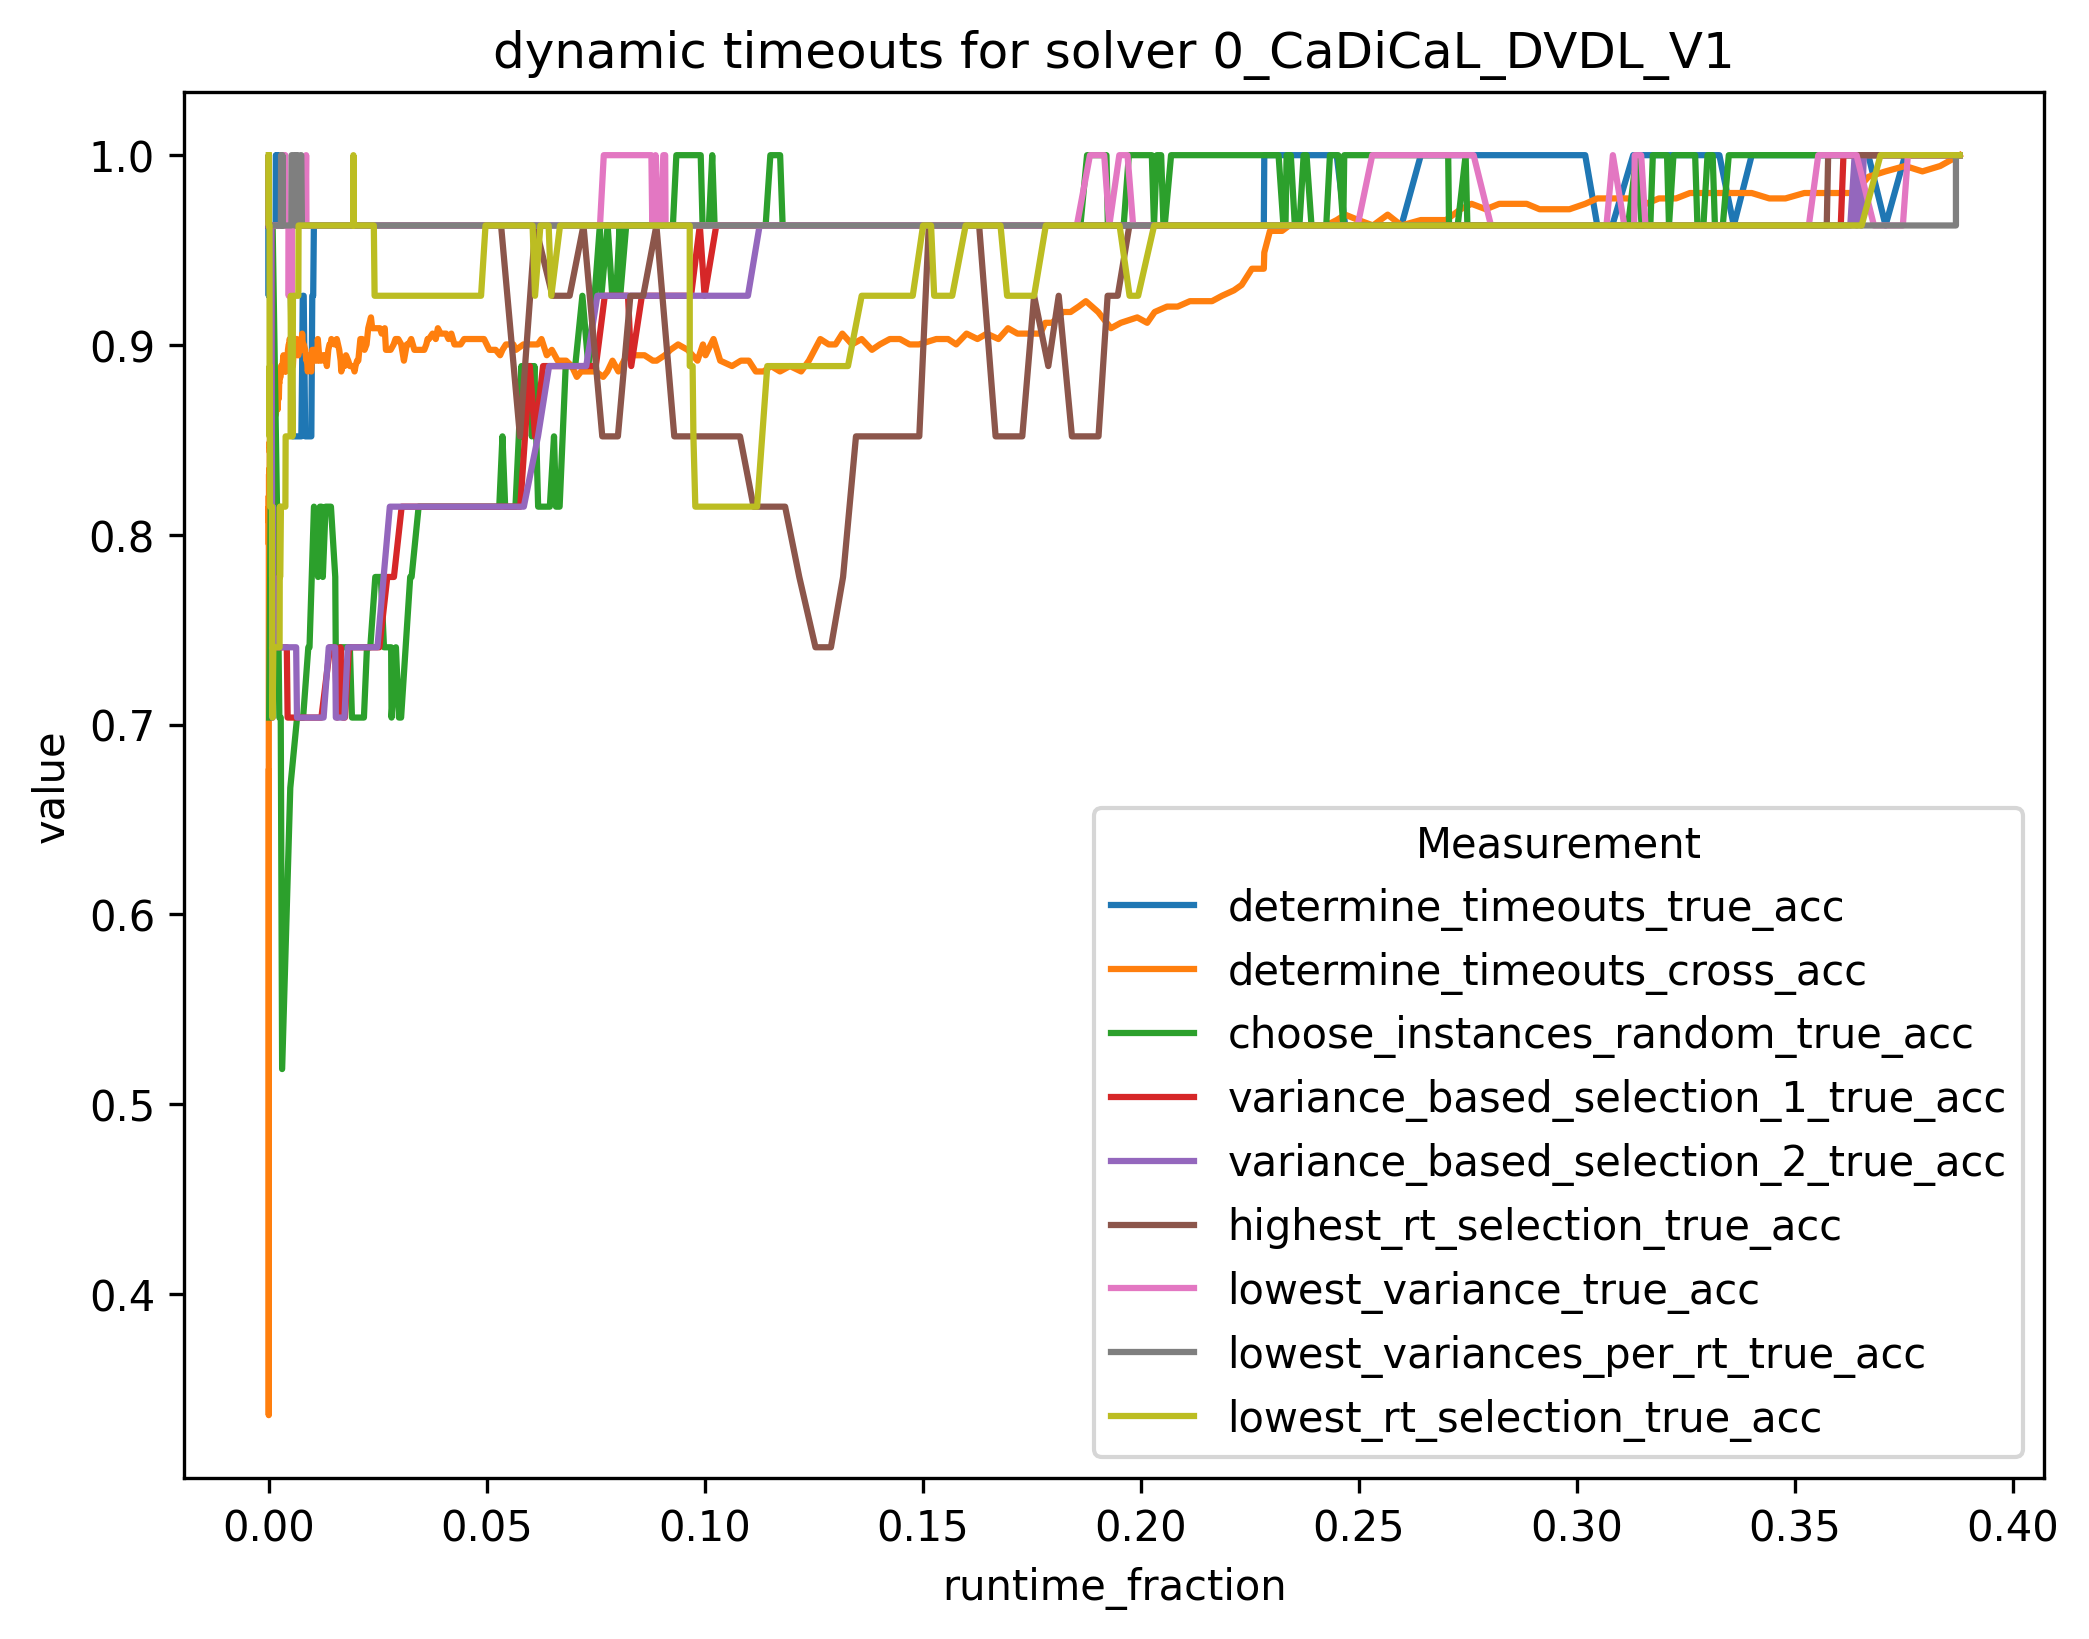 dynamic timeouts for solver 0_CaDiCaL_DVDL_V1
1.0
0.9
0.8
0.7
0.6
0.5
0.4
value
Measurement
determine_timeouts_true_acc
determine_timeouts_cross_acc
choose_instances_random_true_acc
variance_based_selection_1_true_acc
variance_based_selection_2_true_acc
highest_rt_selection_true_acc
lowest_variance_true_acc
lowest_variances_per_rt_true_acc
lowest_rt_selection_true_acc
0.00 0.05 0.10 0.15 0.20 0.25 0.30 0.35 0.40
runtime_fraction